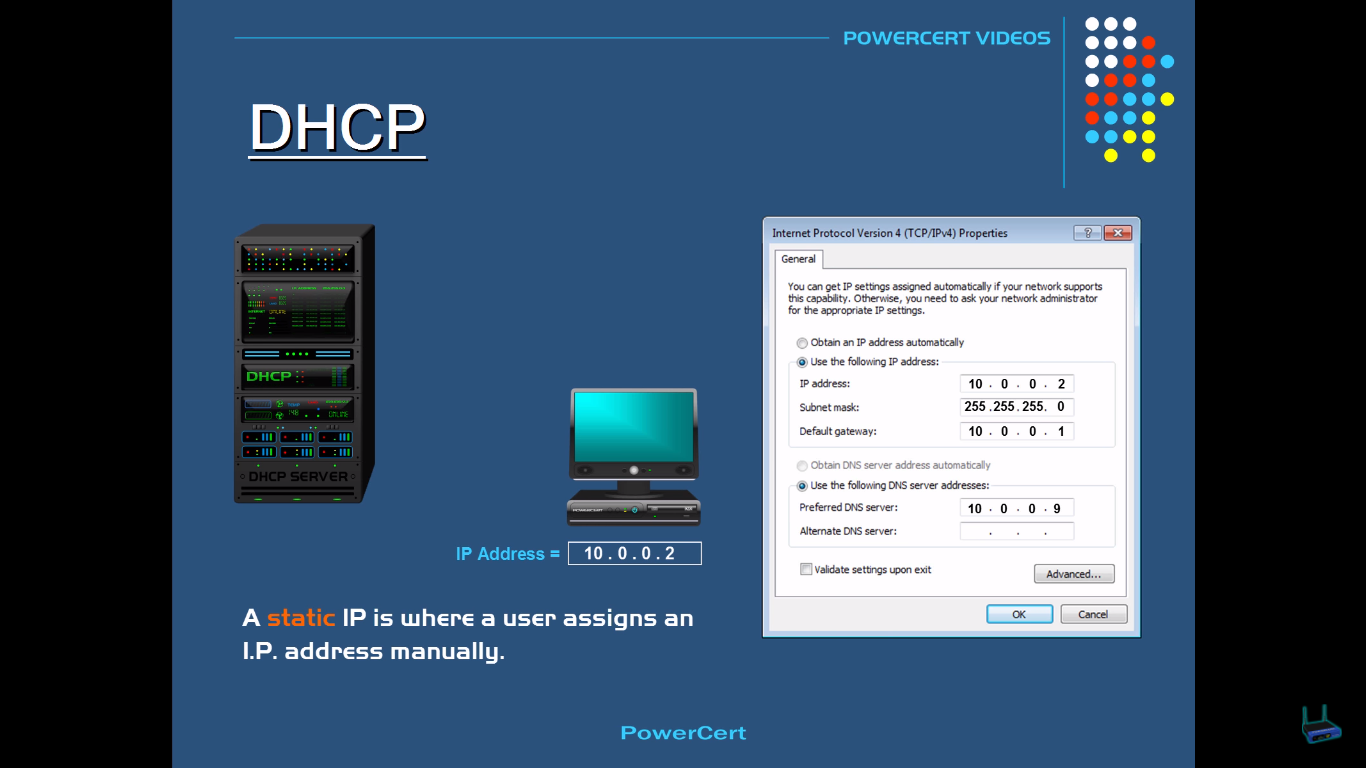 POWERCERT VIDEOS
DHCP
DHCP
ONLINE
DHCP SERVER
POWERCERT
IP Address = 10 . 0 . 0 . 2
A static IP is where a user assigns an
I.P. address manually.
Internet Protocol Version 4 (TCP/IPv4) Properties
?
General
You can get IP settings assigned automatically if your network supports
this capability. Otherwise, you need to ask your network administrator
for the appropriate IP settings.
Obtain an IP address automatically
Use the following IP address:
IP address: 10 . 0 . 0 . 2
Subnet mask: 255 .255 .255. 0
Default gateway: 10 . 0 . 0 . 1
Obtain DNS server address automatically
Use the following DNS server addresses:
Preferred DNS server: 10 . 0 . 0 . 9
Alternate DNS server: . . .
Validate settings upon exit
Advanced...
OK Cancel
PowerCert